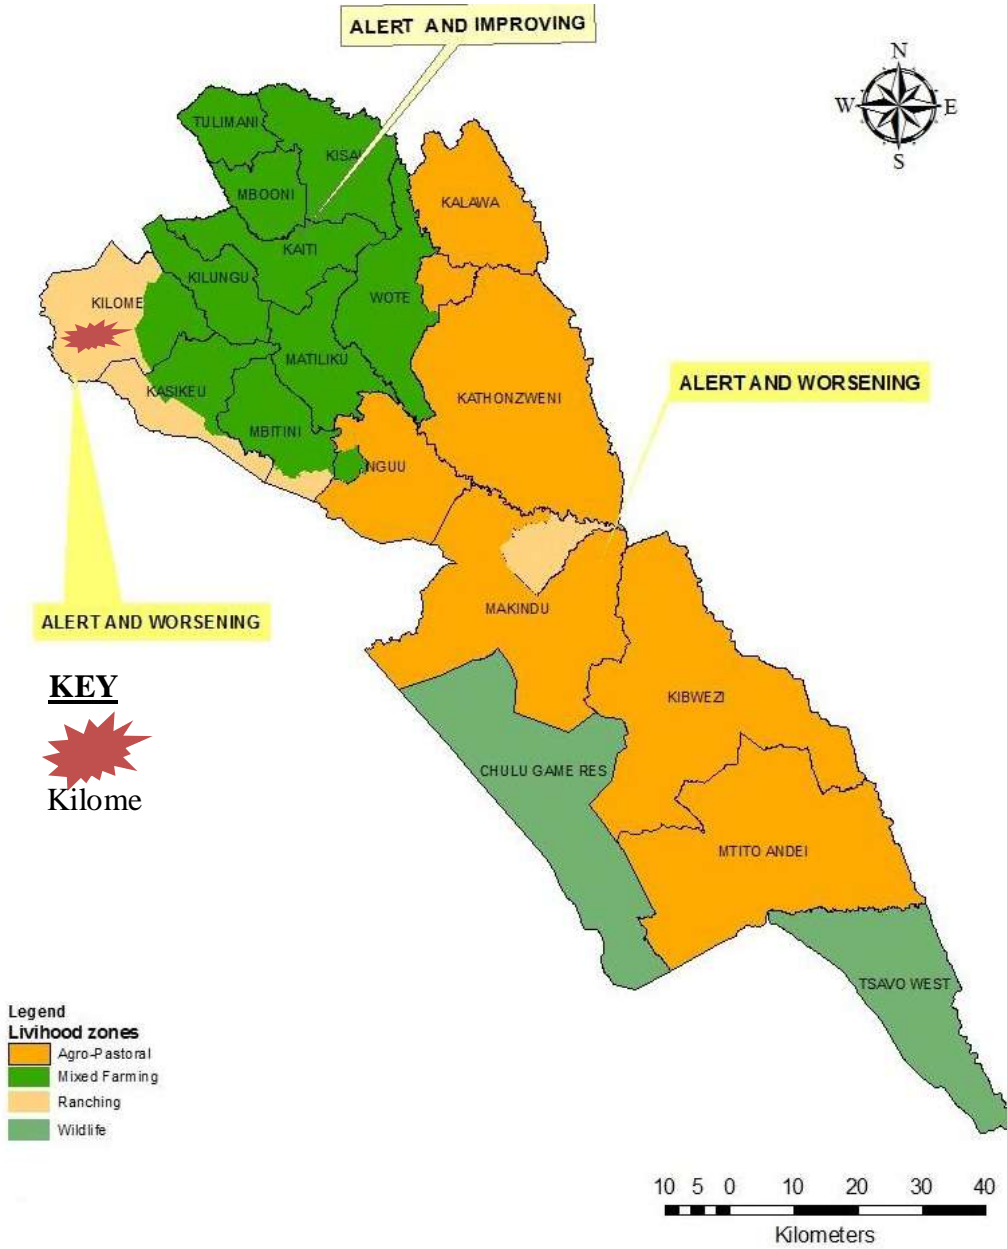 ALERT AND IMPROVING
N
W
E
S
TULIMANI
KISAU
MBOONI
KALAWA
KAITI
KILUNGU
WOTE
KILOME
MATILIKU
KASIKEU
KATHONZWENI
ALERT AND WORSENING
MBITINI
NGUU
MAKINDU
ALERT AND WORSENING
KIBWEZI
KEY
Kilome
CHULU GAME RES
MTITO ANDEI
TSAVO WEST
Legend
Livihood zones
Agro-Pastoral
Mixed Farming
Ranching
Wildlife
10 5 0 10 20 30 40
Kilometers